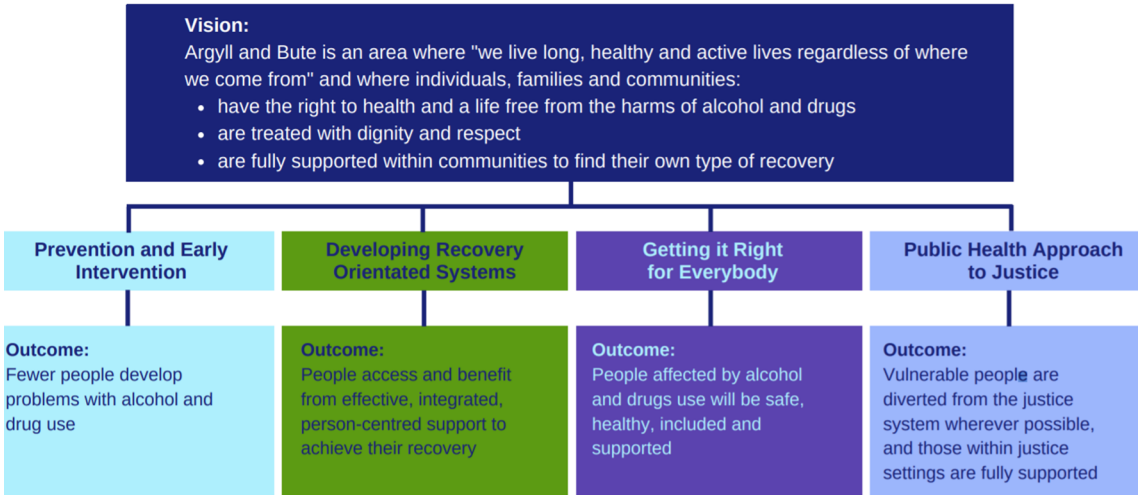 Vision:
Argyll and Bute is an area where "we live long, healthy and active lives regardless of where
we come from" and where individuals, families and communities:
• have the right to health and a life free from the harms of alcohol and drugs
• are treated with dignity and respect
• are fully supported within communities to find their own type of recovery
Prevention and Early
Intervention
Developing Recovery
Orientated Systems
Getting it Right
for Everybody
Public Health Approach
to Justice
Outcome:
Fewer people develop
problems with alcohol and
drug use
Outcome:
People access and benefit
from effective, integrated,
person-centred support to
achieve their recovery
Outcome:
People affected by alcohol
and drugs use will be safe,
healthy, included and
supported
Outcome:
Vulnerable people are
diverted from the justice
system wherever possible,
and those within justice
settings are fully supported